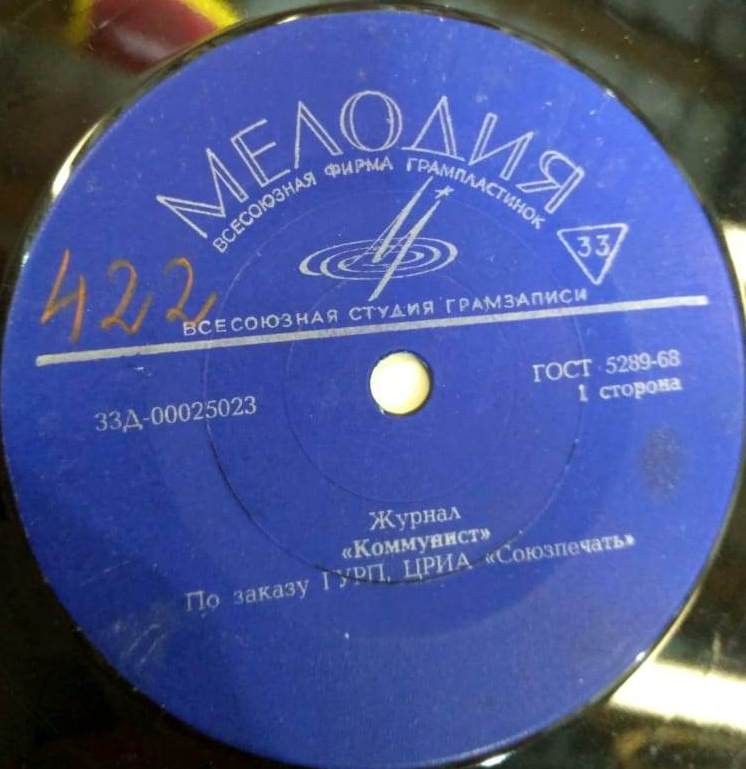 МЕЛОДИЯ
ВСЕСОЮЗНАЯ ФИРМА ГРАМПЛАСТИНОК
33
422
ВСЕСОЮЗНАЯ СТУДИЯ ГРАМЗАПИСИ
ГОСТ 5289-68
33Д-00025023
1 сторона
Журнал
«Коммунист»
По заказу ГУРП, ЦРИА «Союзпечать»